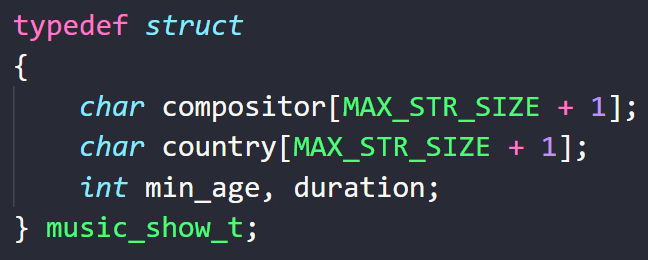 typedef struct
{
    char compositor[MAX_STR_SIZE + 1];
    char country[MAX_STR_SIZE + 1];
    int min_age, duration;
} music_show_t;